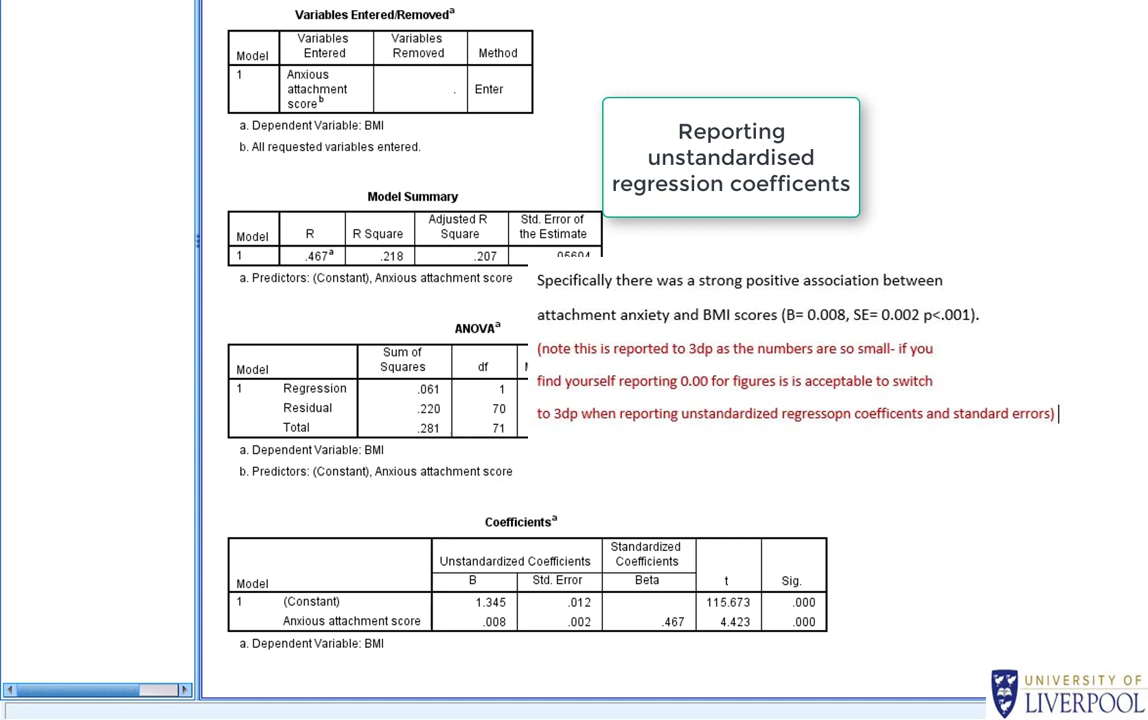 Variables Entered/Removedᵃ
Model Variables Entered Variables Removed Method
1 Anxious attachment scoreᵇ . Enter
a. Dependent Variable: BMI
b. All requested variables entered.
Reporting
unstandardised
regression coefficents
Model Summary
Model R R Square Adjusted R Square Std. Error of the Estimate
1 .467ᵃ .218 .207 .05604
a. Predictors: (Constant), Anxious attachment score
Specifically there was a strong positive association between
attachment anxiety and BMI scores (B= 0.008, SE= 0.002 p<.001).
(note this is reported to 3dp as the numbers are so small- if you
find yourself reporting 0.00 for figures is is acceptable to switch
to 3dp when reporting unstandardized regressopn coefficents and standard errors)
ANOVAᵃ
Model Sum of Squares df
1 Regression .061 1
Residual .220 70
Total .281 71
a. Dependent Variable: BMI
b. Predictors: (Constant), Anxious attachment score
Coefficientsᵃ
Model Unstandardized Coefficients Standardized Coefficients t Sig.
B Std. Error Beta
1 (Constant) 1.345 .012 115.673 .000
Anxious attachment score .008 .002 .467 4.423 .000
a. Dependent Variable: BMI
UNIVERSITY OF
LIVERPOOL